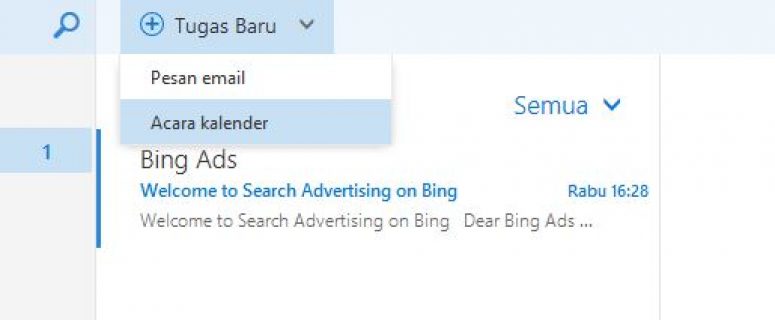 Tugas Baru
Pesan email
Acara kalender
Semua
1
Bing Ads
Welcome to Search Advertising on Bing Rabu 16:28
Welcome to Search Advertising on Bing Dear Bing Ads ...